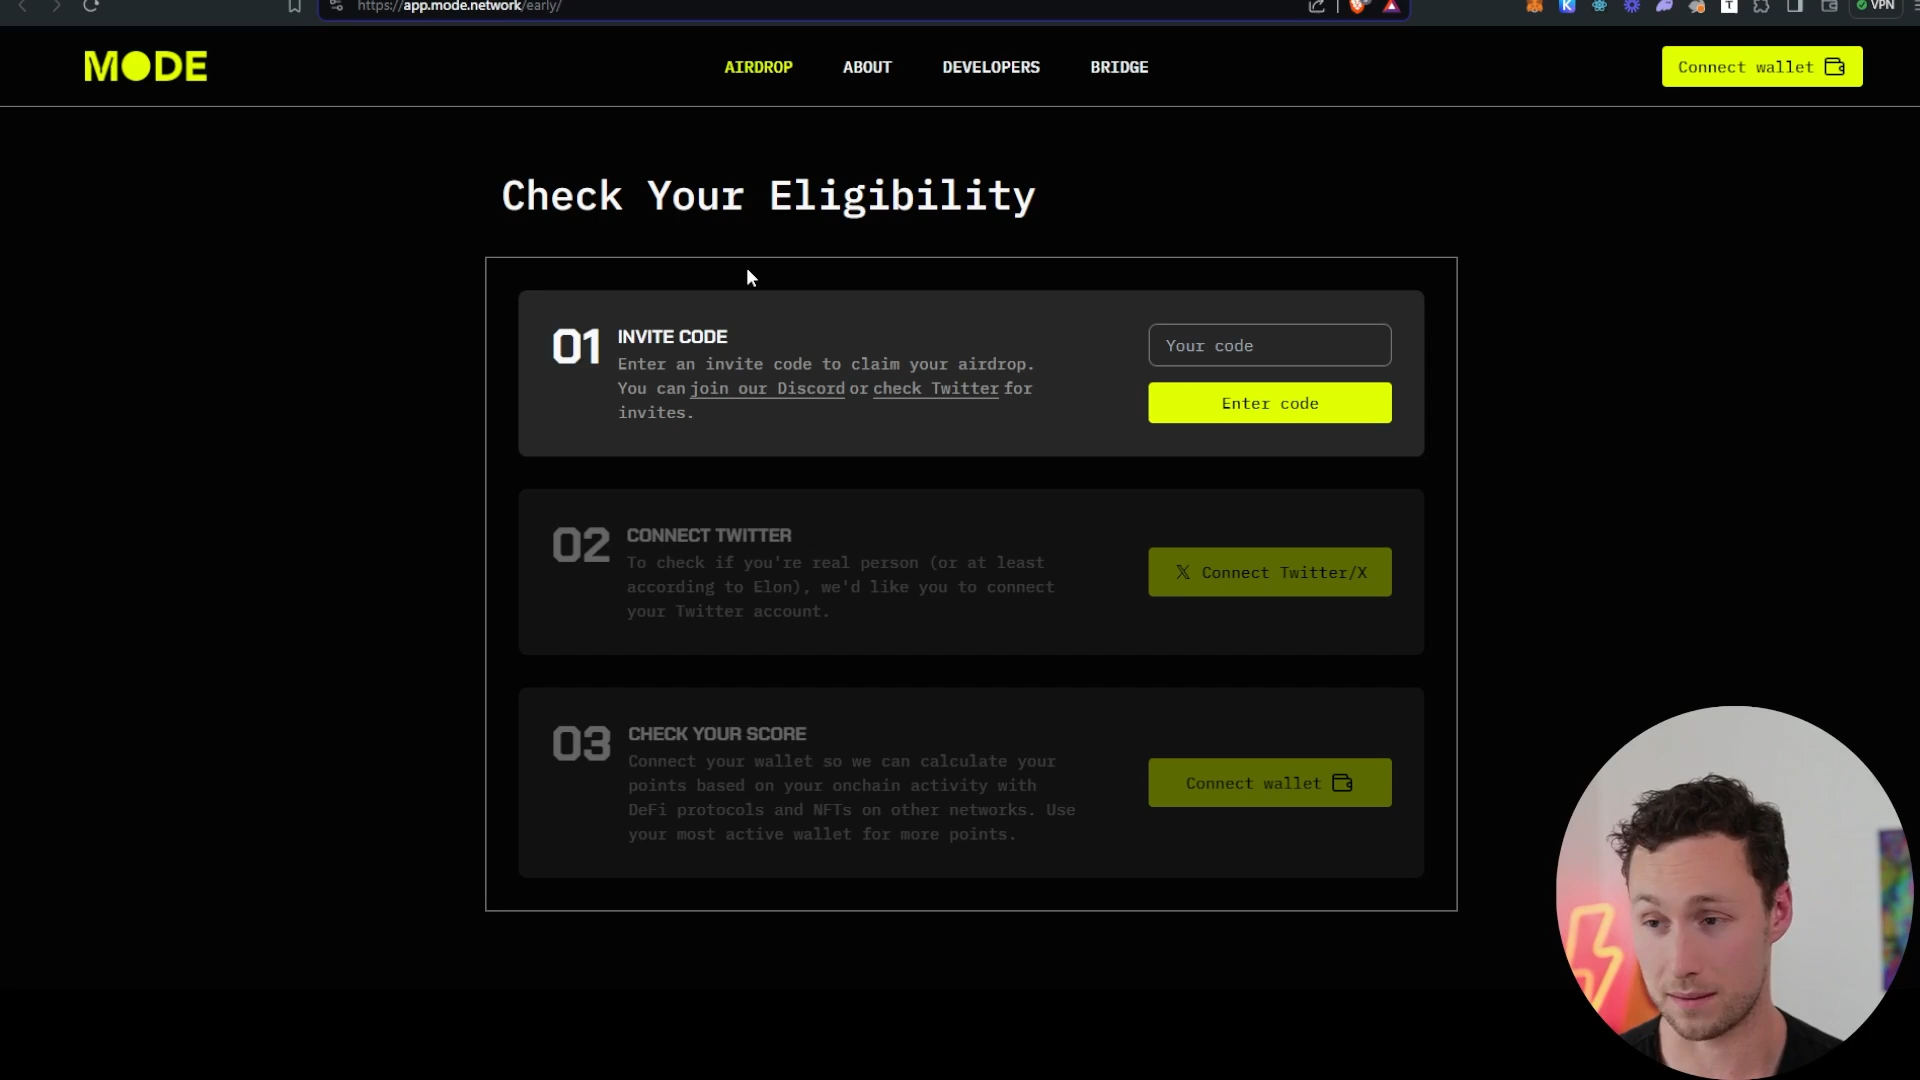 https://app.mode.network/early/
VPN
MODE
AIRDROP
ABOUT
DEVELOPERS
BRIDGE
Connect wallet
Check Your Eligibility
01
INVITE CODE
Enter an invite code to claim your airdrop.
You can join our Discord or check Twitter for
invites.
Your code
Enter code
02
CONNECT TWITTER
To check if you're real person (or at least
according to Elon), we'd like you to connect
your Twitter account.
𝕏 Connect Twitter/X
03
CHECK YOUR SCORE
Connect your wallet so we can calculate your
points based on your onchain activity with
DeFi protocols and NFTs on other networks. Use
your most active wallet for more points.
Connect wallet